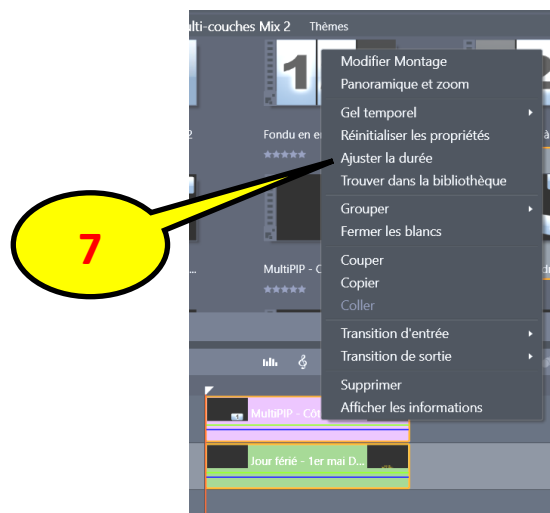 lti-couches Mix 2 Thèmes
1
2
Modifier Montage
Panoramique et zoom
Gel temporel
Fondu en e
Réinitialiser les propriétés
à
Ajuster la durée
Trouver dans la bibliothèque
Grouper
Fermer les blancs
7
Couper
...
MultiPIP - C
Copier
Coller
Transition d'entrée
Transition de sortie
Supprimer
Afficher les informations
MultiPIP - Côt
Jour férié - 1er mai D...